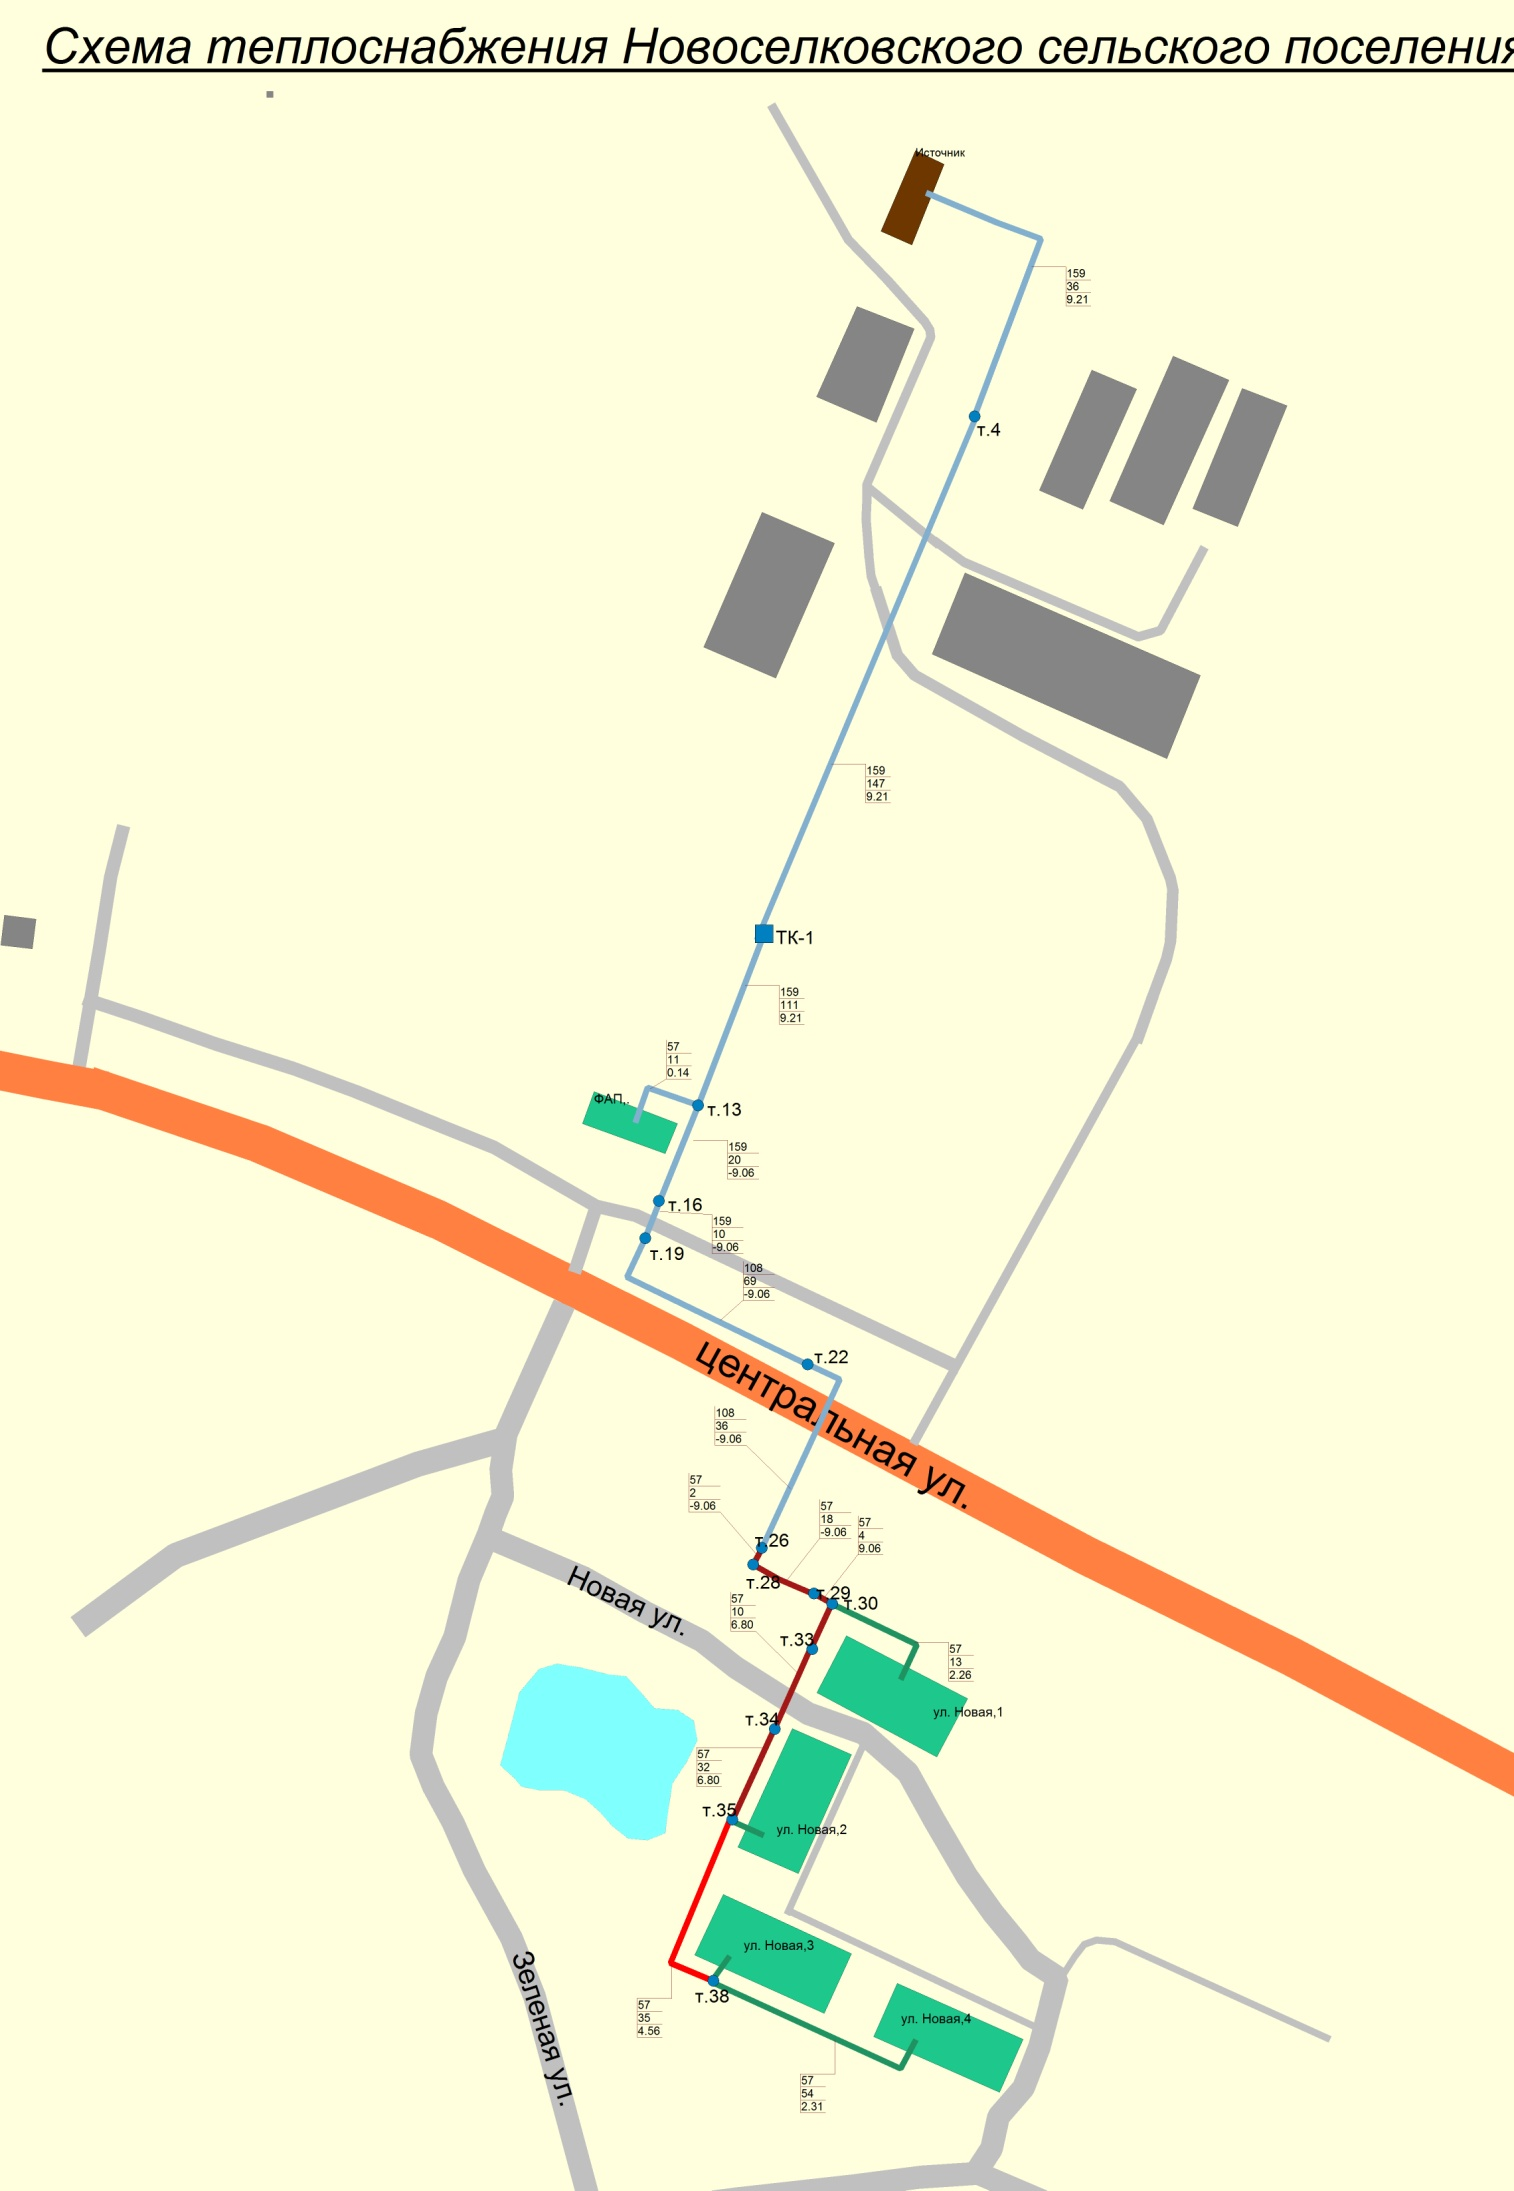 Схема теплоснабжения Новоселковского сельского поселения
Источник
159
36
9.21
т.4
159
147
9.21
ТК-1
159
111
9.21
57
11
0.14
ФАП,.
т.13
159
20
-9.06
т.16
159
10
-9.06
т.19
108
69
-9.06
т.22
центральная ул.
108
36
-9.06
57
2
-9.06
57
18
-9.06
57
4
9.06
т.26
т.28
т.29
т.30
Новая ул.
57
10
6.80
т.33
57
13
2.26
ул. Новая,1
т.34
57
32
6.80
т.35
ул. Новая,2
ул. Новая,3
т.38
57
35
4.56
ул. Новая,4
Зеленая ул.
57
54
2.31